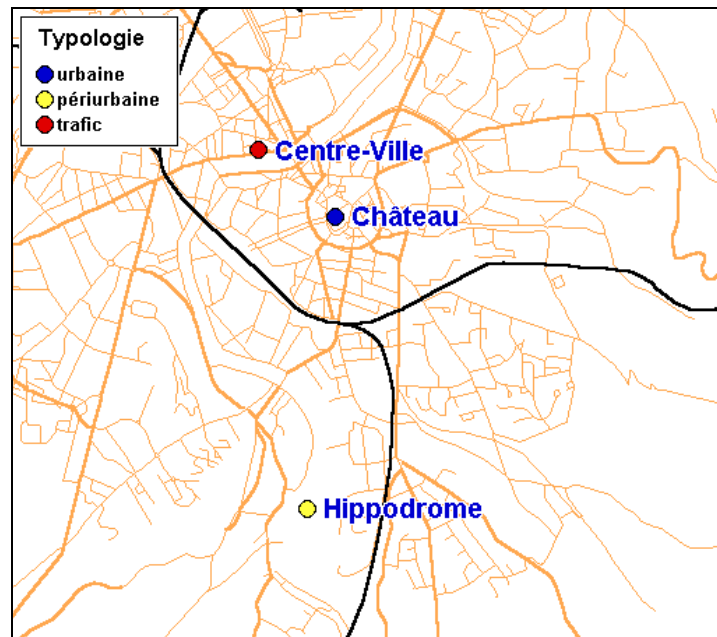 Typologie
urbaine
périurbaine
trafic
Centre-Ville
Château
Hippodrome